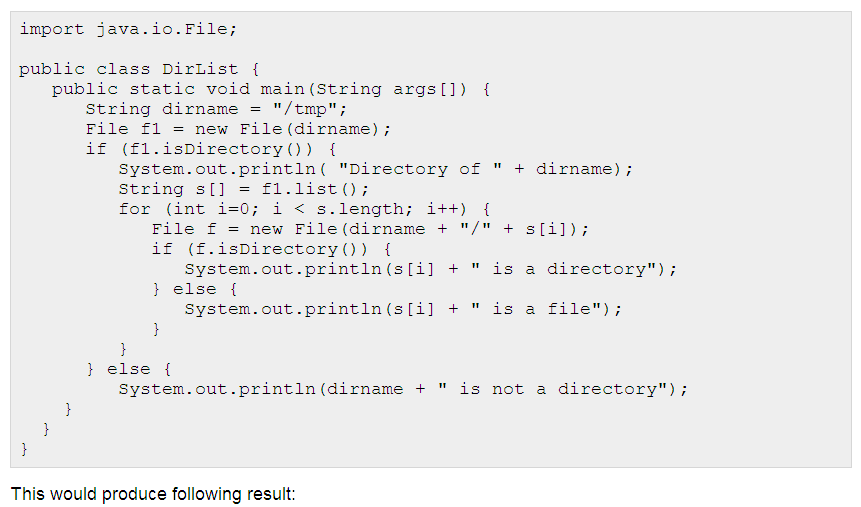 import java.io.File;
public class DirList {
public static void main(String args[]) {
String dirname = "/tmp";
File f1 = new File(dirname);
if (f1.isDirectory()) {
System.out.println( "Directory of " + dirname);
String s[] = f1.list();
for (int i=0; i < s.length; i++) {
File f = new File(dirname + "/" + s[i]);
if (f.isDirectory()) {
System.out.println(s[i] + " is a directory");
} else {
System.out.println(s[i] + " is a file");
}
}
} else {
System.out.println(dirname + " is not a directory");
}
}
}
This would produce following result: